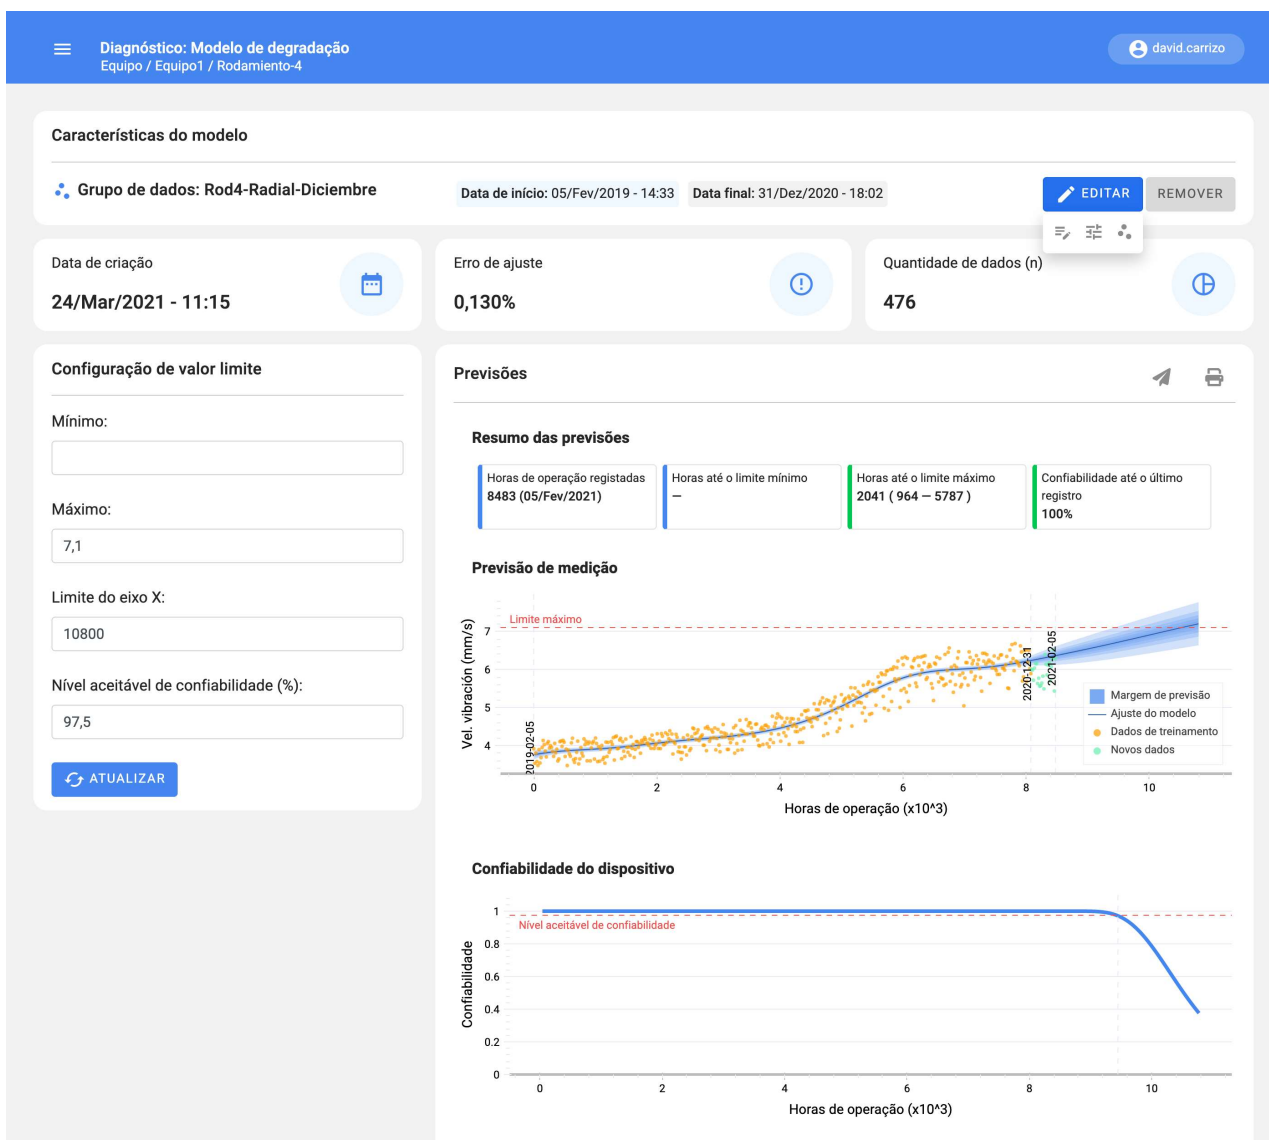 Diagnóstico: Modelo de degradação
Equipo / Equipo1 / Rodamiento-4
david.carrizo
Características do modelo
Grupo de dados: Rod4-Radial-Diciembre
Data de início: 05/Fev/2019 - 14:33
Data final: 31/Dez/2020 - 18:02
EDITAR
REMOVER
Data de criação
24/Mar/2021 - 11:15
Erro de ajuste
0,130%
Quantidade de dados (n)
476
Configuração de valor limite
Mínimo:
Máximo:
7,1
Limite do eixo X:
10800
Nível aceitável de confiabilidade (%):
97,5
ATUALIZAR
Previsões
Resumo das previsões
Horas de operação registadas
8483 (05/Fev/2021)
Horas até o limite mínimo
—
Horas até o limite máximo
2041 ( 964 — 5787 )
Confiabilidade até o último
registro
100%
Previsão de medição
Vel. vibración (mm/s)
7
6
5
4
Limite máximo
2019-02-05
2020-12-31
2021-02-05
Margem de previsão
Ajuste do modelo
Dados de treinamento
Novos dados
0 2 4 6 8 10
Horas de operação (x10^3)
Confiabilidade do dispositivo
Confiabilidade
1
0.8
0.6
0.4
0.2
0
Nível aceitável de confiabilidade
0 2 4 6 8 10
Horas de operação (x10^3)